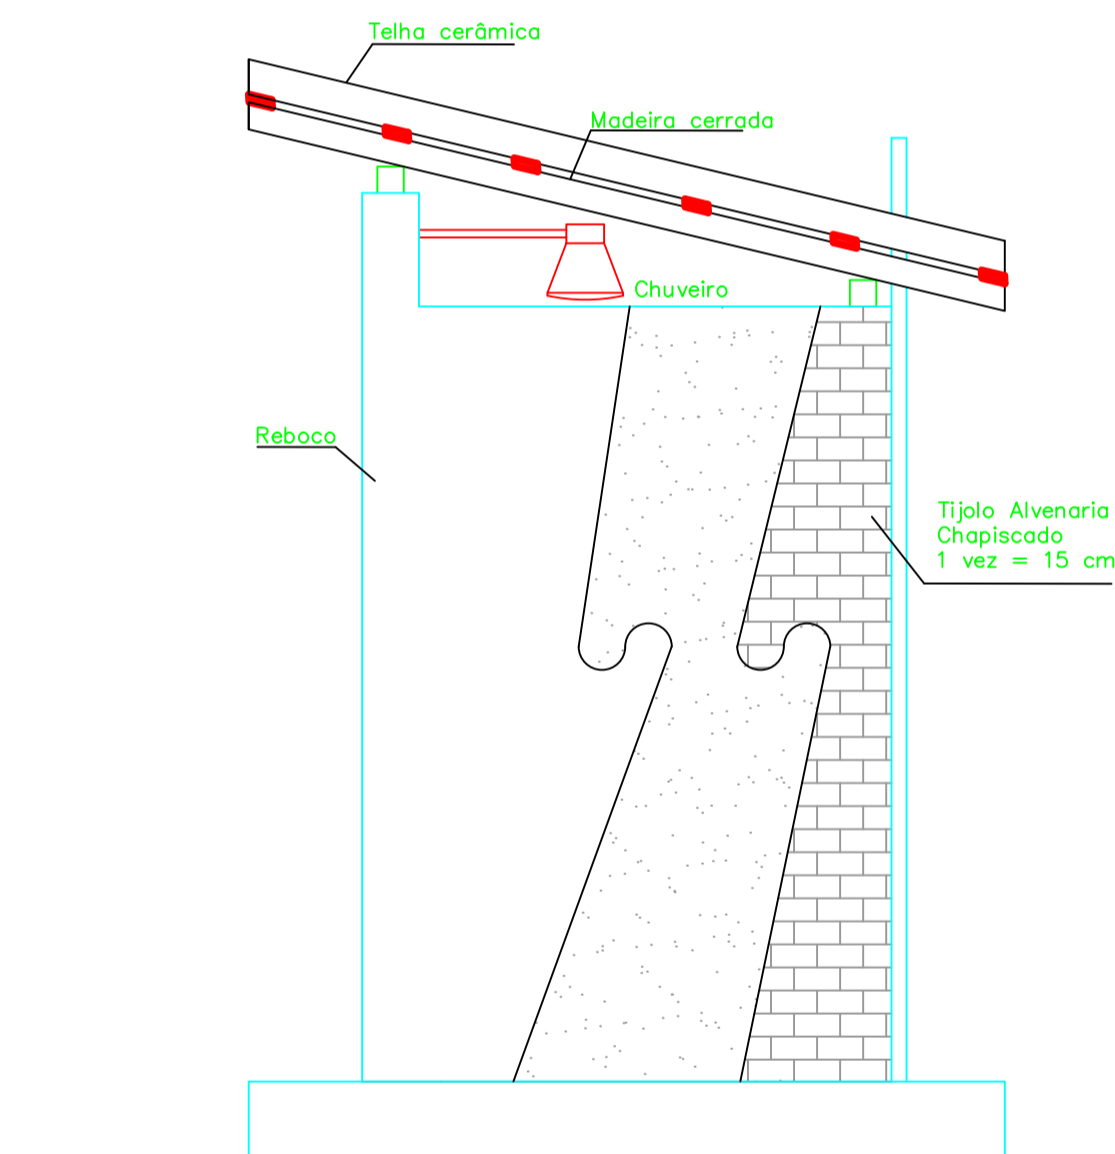 Telha cerâmica
Madeira cerrada
Chuveiro
Reboco
Tijolo Alvenaria
Chapiscado
1 vez = 15 cm